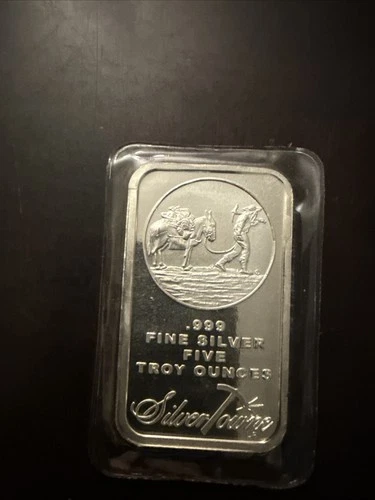 .999
FINE SILVER
FIVE
TROY OUNCES
SilverTowne